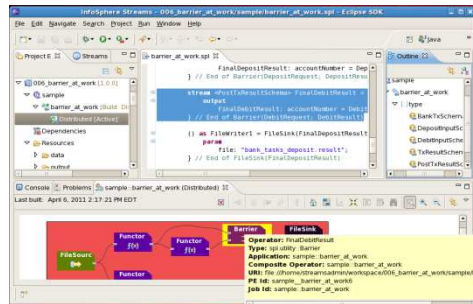 InfoSphere Streams - 006_barrier_at_work/sample/barrier_at_work.spl - Eclipse SDK
File Edit Navigate Search Project Run Window Help
Java
Project E
Streams
barrier_at_work.spl
Outline
006_barrier_at_work (1.0.0)
sample
barrier_at_work (Build: Di
Distributed [Active]
Dependencies
Resources
data
output
FinalDepositResult: accountNumber = Dep
} // End of Barrier(DepositRequest; DepositResu
stream <PostTxResultSchema> FinalDebitResult =
output
FinalDebitResult: accountNumber = Debit
} // End of Barrier(DebitRequest; DebitResult)
() as FileWriter1 = FileSink(FinalDepositResult
param
file: "bank_tasks_deposit.result";
} // End of FileSink(FinalDepositResult)
sample
barrier_at_work
type
BankTxSchem
DepositInputSc
DebitInputSche
TxResultSchem
PostTxResultSc
Console
Problems
sample::barrier_at_work (Distributed)
Last built: April 6, 2011 2:17:21 PM EDT
FileSourc
Functor
f(x)
Functor
f(x)
Functor
Barrier
FileSink
Operator: FinalDebitResult
Type: spl.utility::Barrier
Application: sample::barrier_at_work
Composite Operator: sample::barrier_at_work
URI: file:///home/streamsadmin/workspace/006_barrier_at_work/sample/
PE Id: sample__barrier_at_work6
Job Id: sample::barrier_at_work